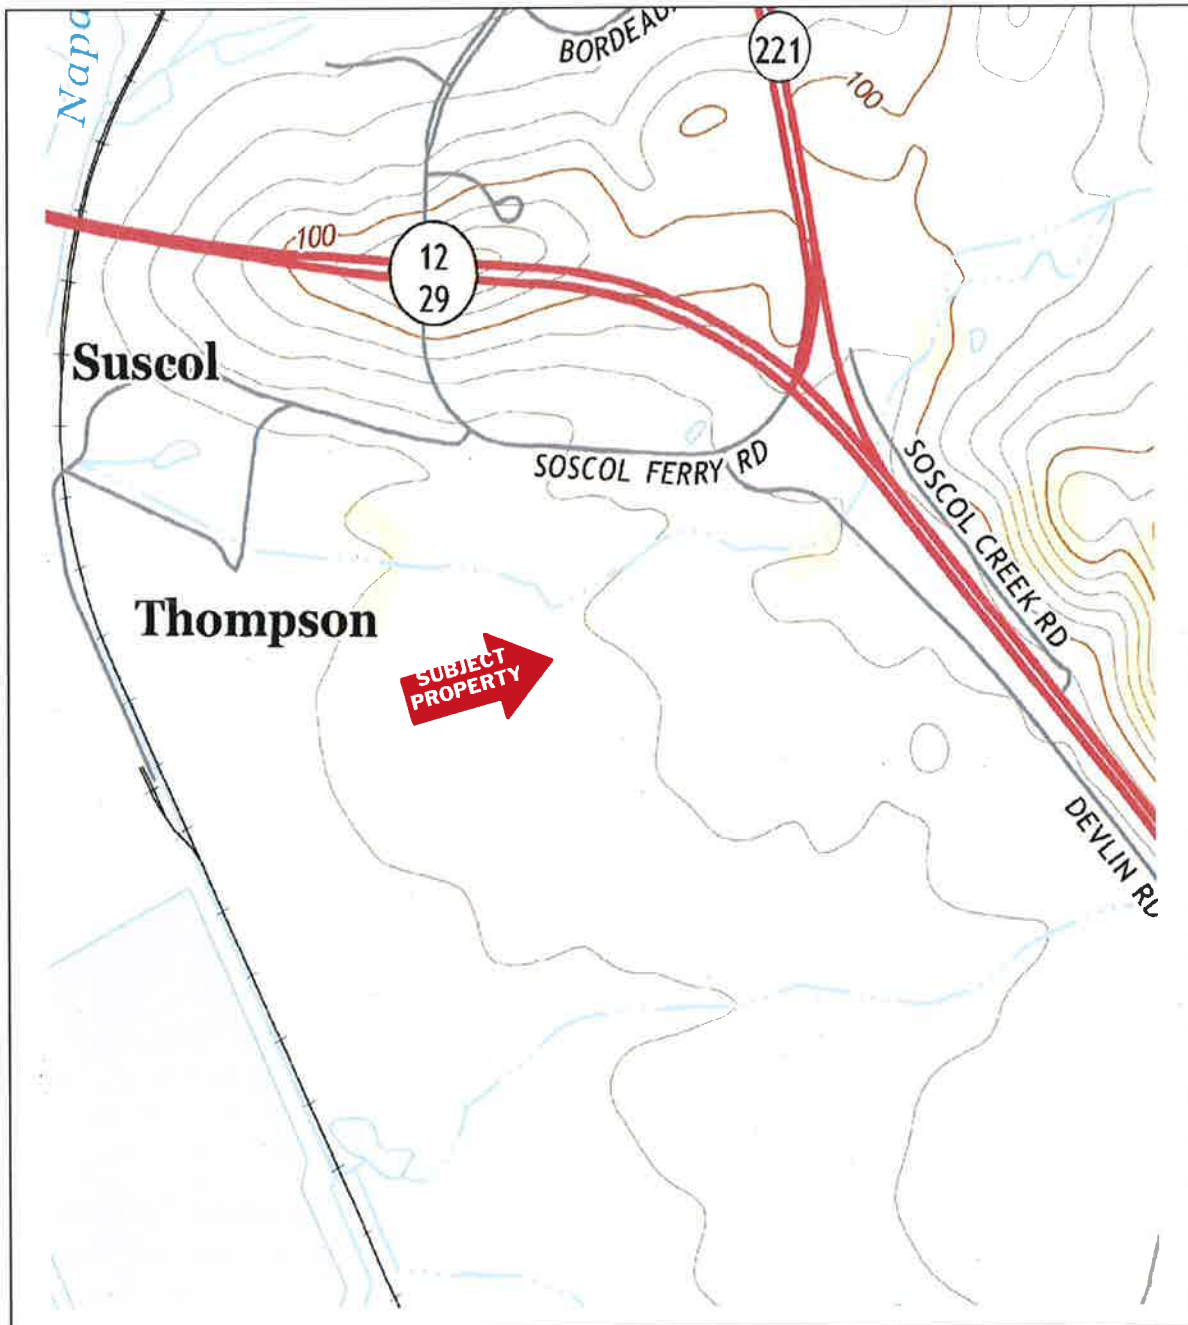 Napa
BORDEAU
221
100
100
12
29
Suscol
SOSCOL FERRY RD
SOSCOL CREEK RD
Thompson
SUBJECT
PROPERTY
DEVLIN RD